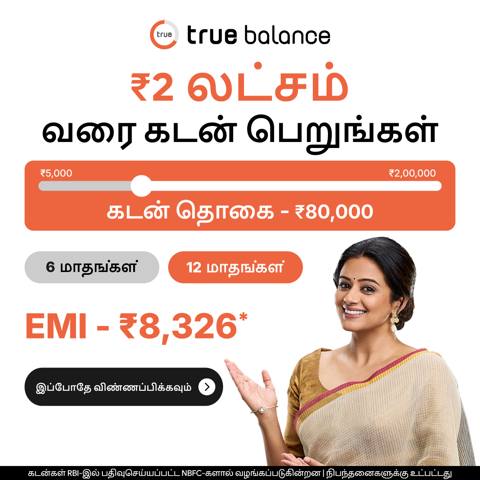 true
true balance
₹2 லட்சம்
வரை கடன் பெறுங்கள்
₹5,000
₹2,00,000
கடன் தொகை - ₹80,000
6 மாதங்கள்
12 மாதங்கள்
EMI - ₹8,326*
இப்போதே விண்ணப்பிக்கவும்
கடன்கள் RBI-இல் பதிவுசெய்யப்பட்ட NBFC-களால் வழங்கப்படுகின்றன | நிபந்தனைகளுக்கு உட்பட்டது